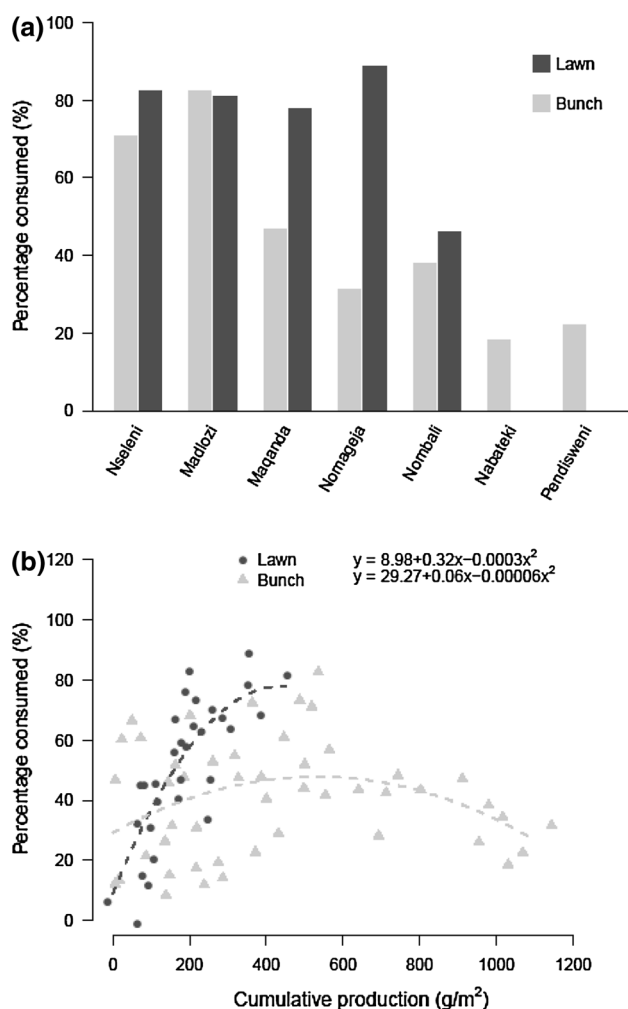 (a)
100
80
60
40
20
0
Percentage consumed (%)
Lawn
Bunch
Nseleni
Madlozi
Maqanda
Nomageja
Nombali
Nabateki
Pendisweni
(b)
120
100
80
60
40
20
0
Percentage consumed (%)
Lawn y = 8.98+0.32x−0.0003x²
Bunch y = 29.27+0.06x−0.00006x²
0 200 400 600 800 1000 1200
Cumulative production (g/m²)